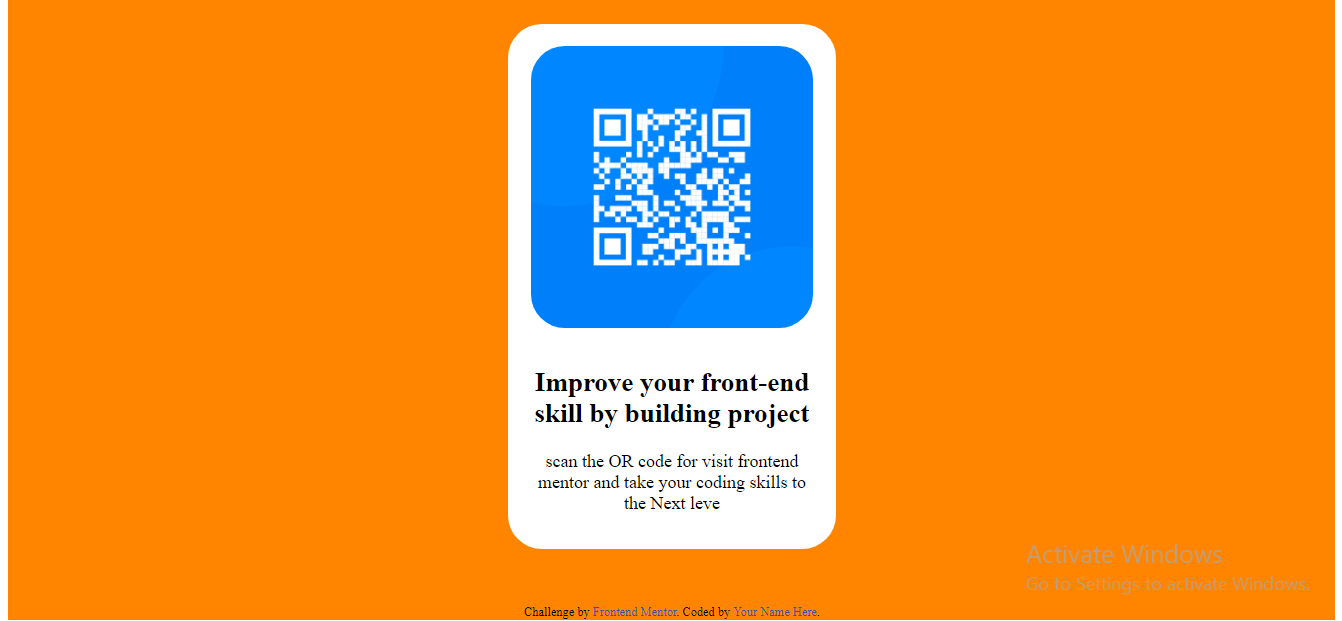 Improve your front-end
skill by building project
scan the OR code for visit frontend
mentor and take your coding skills to
the Next leve
Activate Windows
Go to Settings to activate Windows.
Challenge by Frontend Mentor. Coded by Your Name Here.